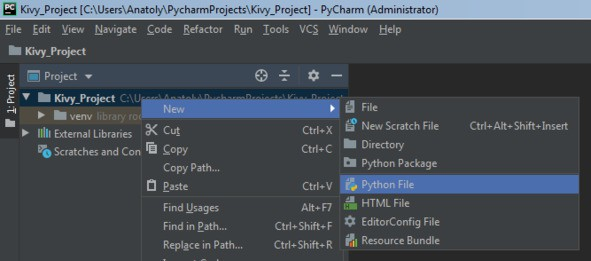 PC Kivy_Project [C:\Users\Anatoly\PycharmProjects\Kivy_Project] - PyCharm (Administrator)
File Edit View Navigate Code Refactor Run Tools VCS Window Help
Kivy_Project
1: Project
Project
Kivy_Project C:\Users\Anatoly\PycharmProjects\Kivy_Project
venv library roo
External Libraries
Scratches and Con
New
Cut Ctrl+X
Copy Ctrl+C
Copy Path...
Paste Ctrl+V
Find Usages Alt+F7
Find in Path... Ctrl+Shift+F
Replace in Path... Ctrl+Shift+R
File
New Scratch File Ctrl+Alt+Shift+Insert
Directory
Python Package
Python File
HTML File
EditorConfig File
Resource Bundle